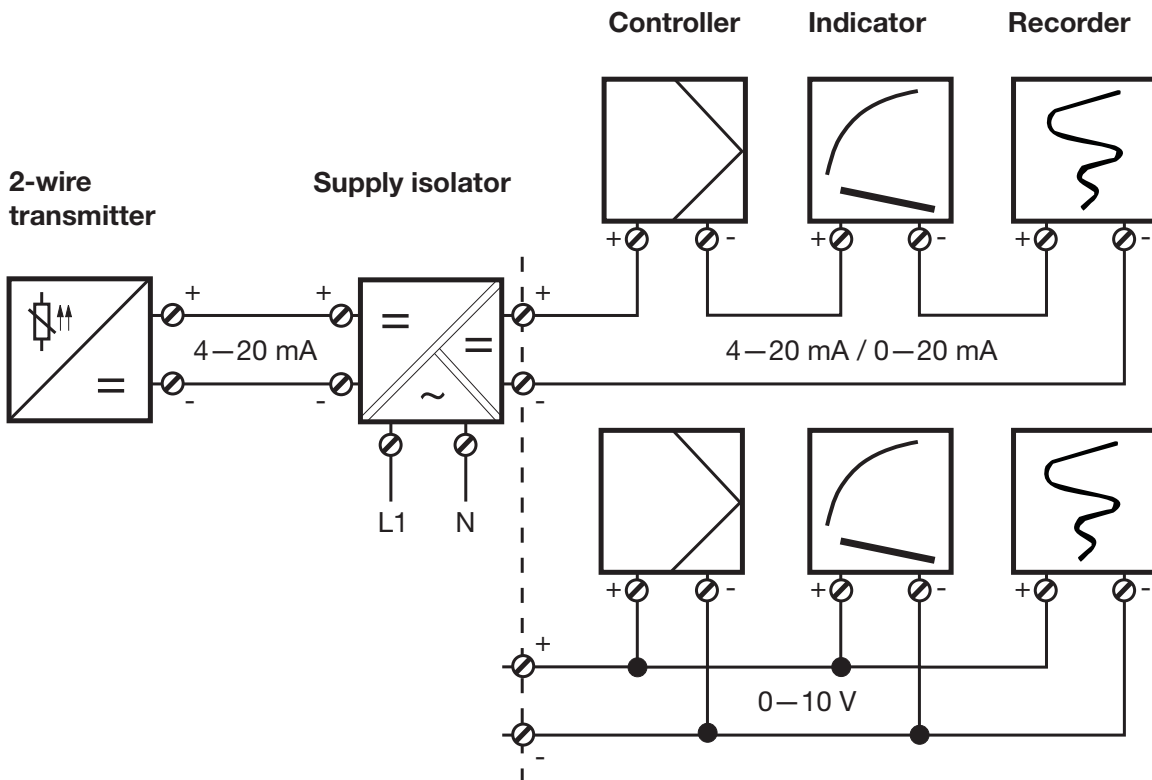 Controller Indicator Recorder
2-wire
transmitter
Supply isolator
+ - + - + -
+ + +
4—20 mA
4—20 mA / 0—20 mA
- - -
~
L1 N
+ - + - + -
+
0—10 V
-